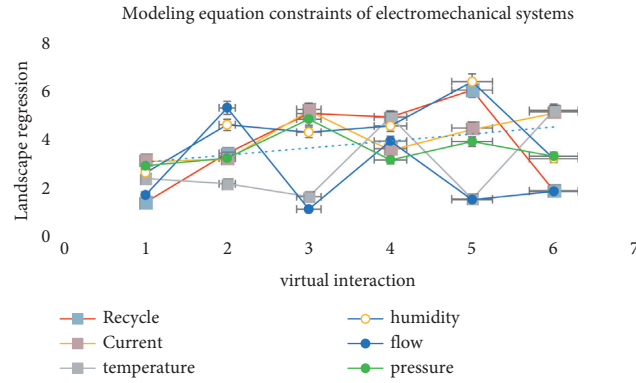 Modeling equation constraints of electromechanical systems
8
6
4
2
0
Landscape regression
0 1 2 3 4 5 6 7
virtual interaction
Recycle humidity
Current flow
temperature pressure